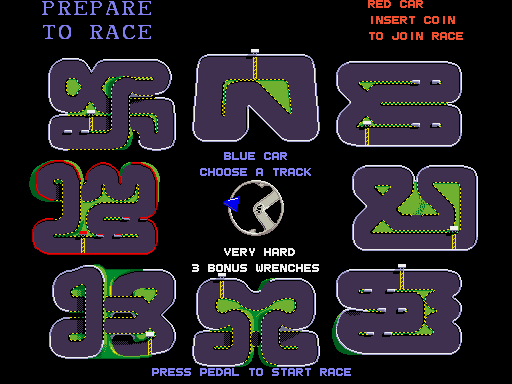 PREPARE
TO RACE
RED CAR
INSERT COIN
TO JOIN RACE
BLUE CAR
CHOOSE A TRACK
VERY HARD
3 BONUS WRENCHES
PRESS PEDAL TO START RACE